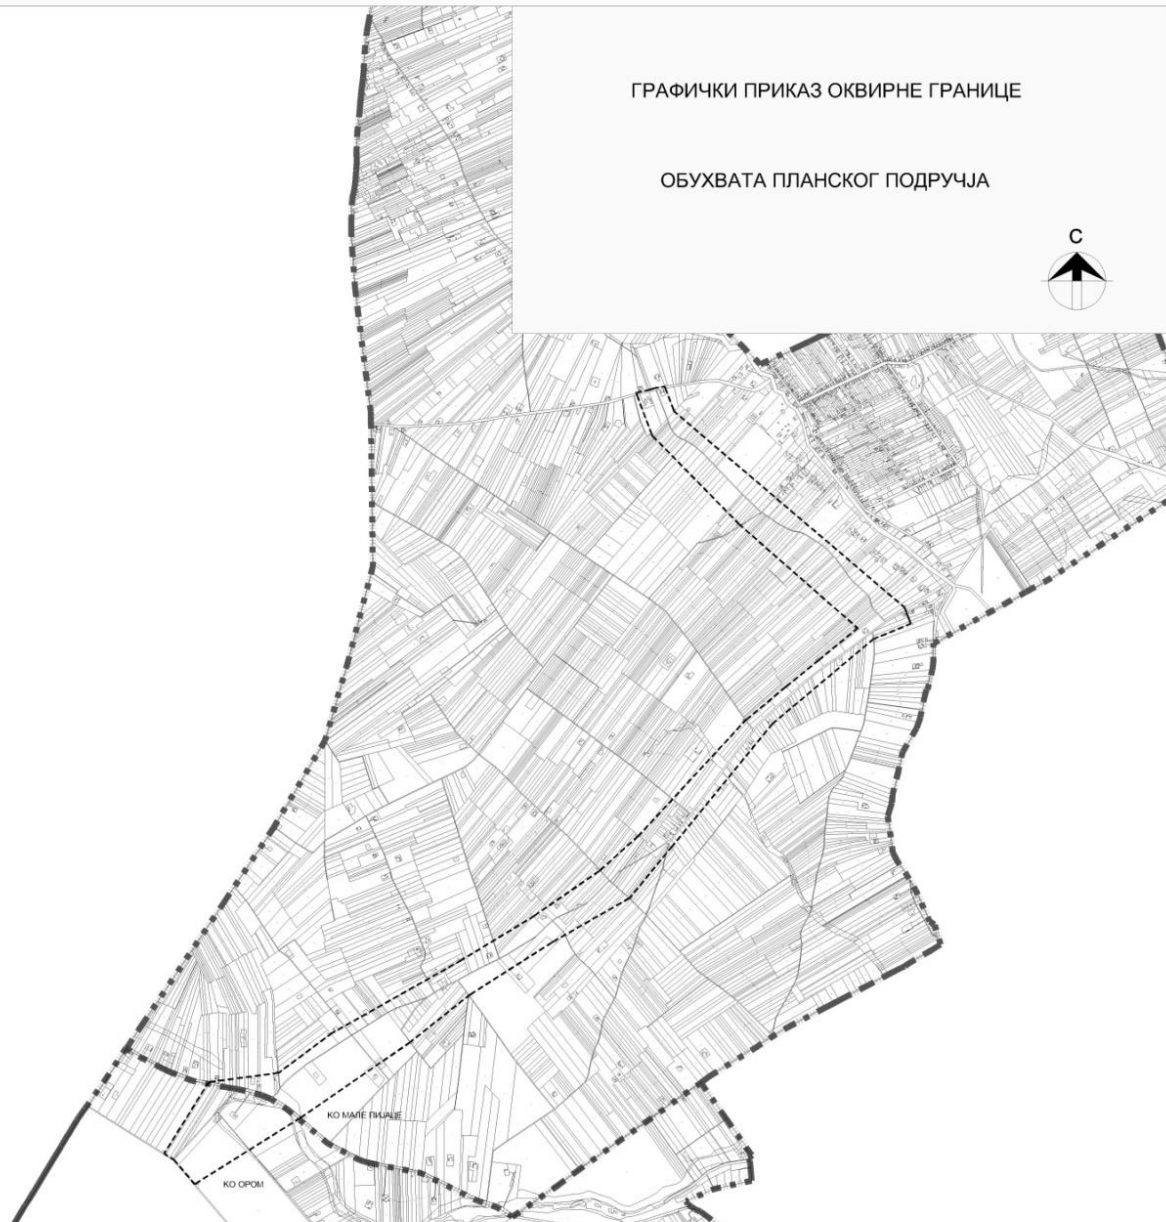 ГРАФИЧКИ ПРИКАЗ ОКВИРНЕ ГРАНИЦЕ
ОБУХВАТА ПЛАНСКОГ ПОДРУЧЈА
С
КО МАЛЕ ПИЈАЦЕ
КО ОРОМ